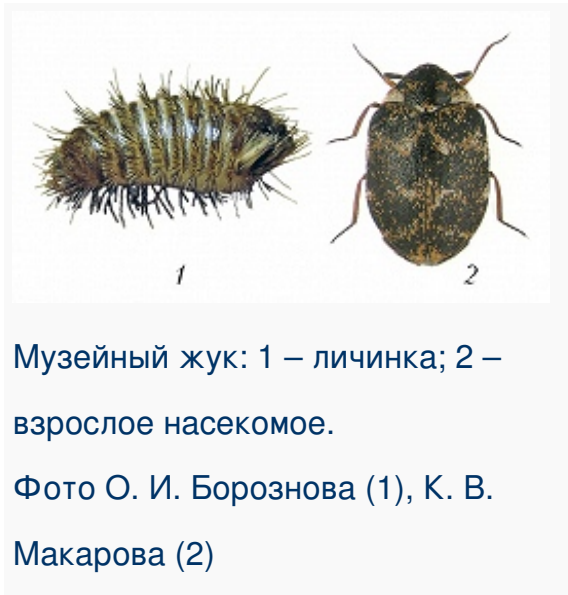 1
2
Музейный жук: 1 – личинка; 2 –
взрослое насекомое.
Фото О. И. Борознова (1), К. В.
Макарова (2)